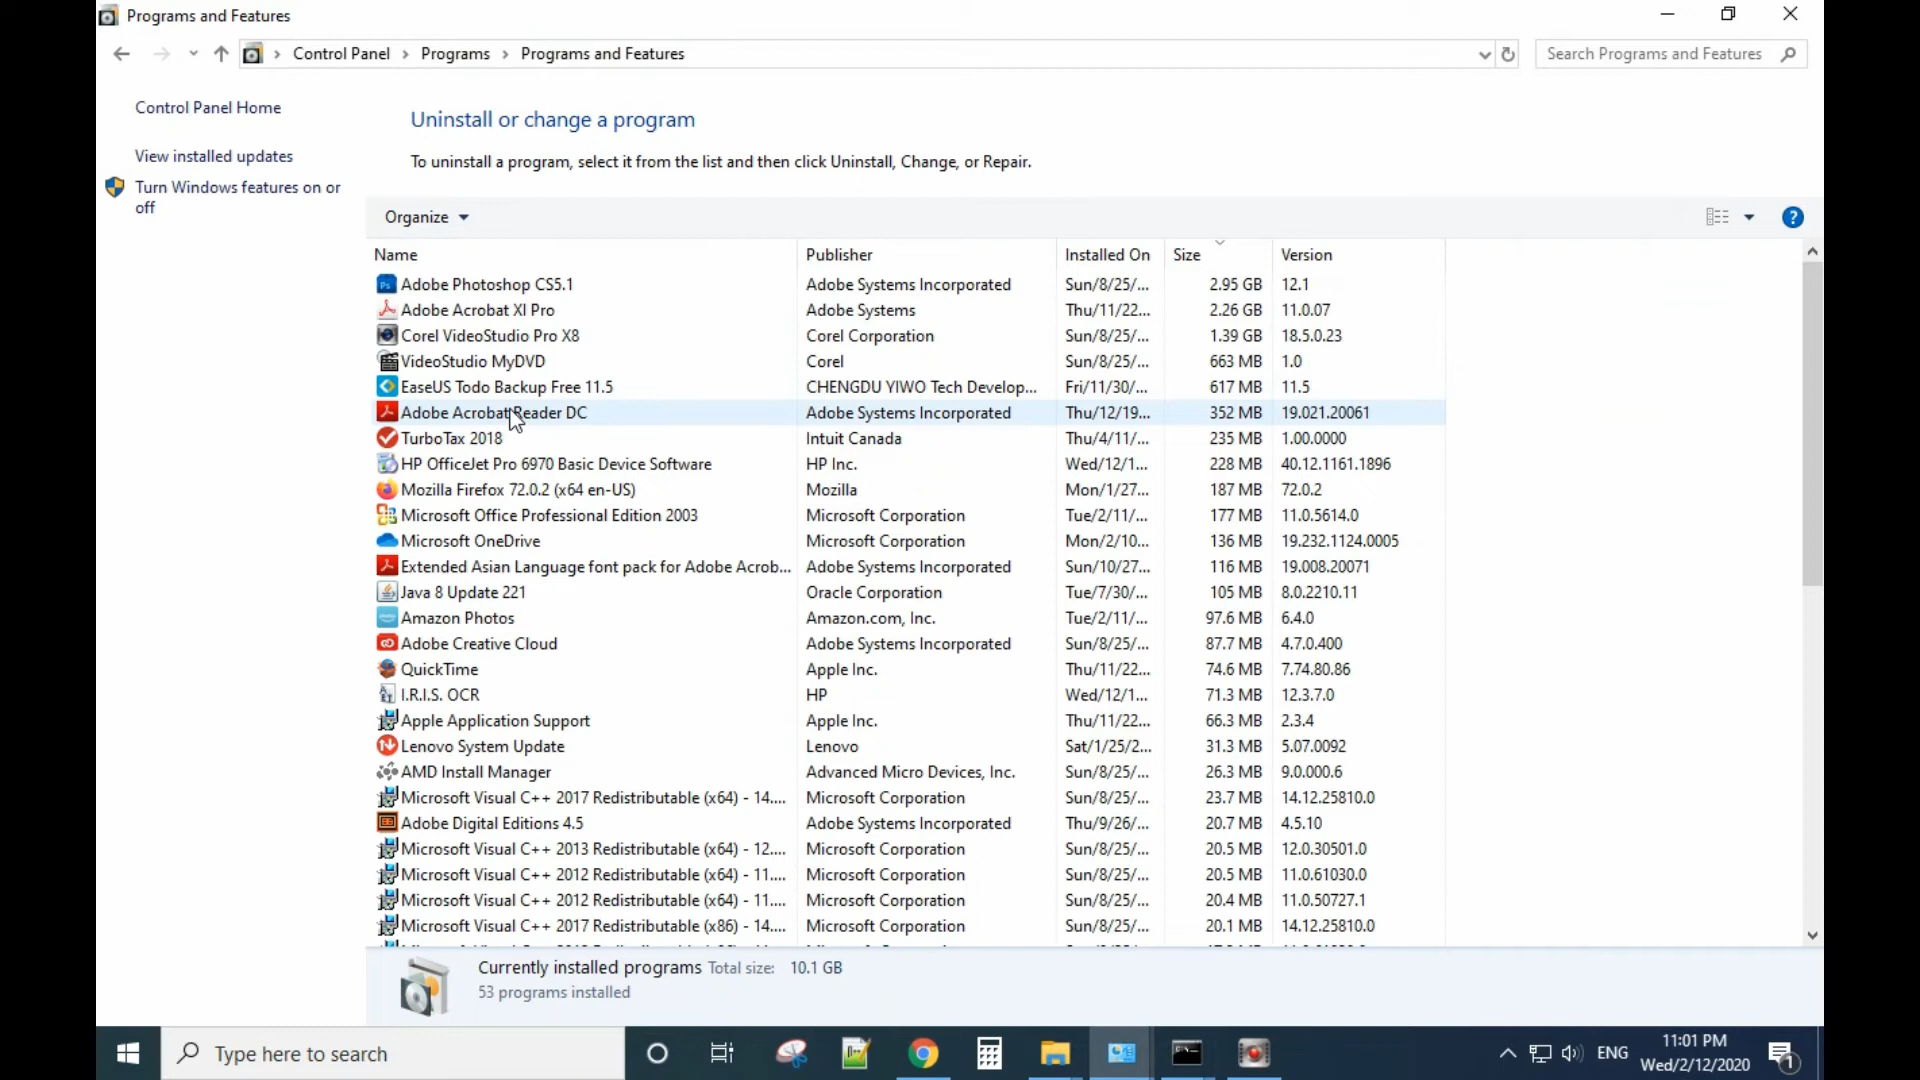 Programs and Features
Control Panel > Programs > Programs and Features
Search Programs and Features
Control Panel Home
View installed updates
Turn Windows features on or
off
Uninstall or change a program
To uninstall a program, select it from the list and then click Uninstall, Change, or Repair.
Organize
Name Publisher Installed On Size Version
Adobe Photoshop CS5.1 Adobe Systems Incorporated Sun/8/25/... 2.95 GB 12.1
Adobe Acrobat XI Pro Adobe Systems Thu/11/22... 2.26 GB 11.0.07
Corel VideoStudio Pro X8 Corel Corporation Sun/8/25/... 1.39 GB 18.5.0.23
VideoStudio MyDVD Corel Sun/8/25/... 663 MB 1.0
EaseUS Todo Backup Free 11.5 CHENGDU YIWO Tech Develop... Fri/11/30/... 617 MB 11.5
Adobe Acrobat Reader DC Adobe Systems Incorporated Thu/12/19... 352 MB 19.021.20061
TurboTax 2018 Intuit Canada Thu/4/11/... 235 MB 1.00.0000
HP OfficeJet Pro 6970 Basic Device Software HP Inc. Wed/12/1... 228 MB 40.12.1161.1896
Mozilla Firefox 72.0.2 (x64 en-US) Mozilla Mon/1/27... 187 MB 72.0.2
Microsoft Office Professional Edition 2003 Microsoft Corporation Tue/2/11/... 177 MB 11.0.5614.0
Microsoft OneDrive Microsoft Corporation Mon/2/10... 136 MB 19.232.1124.0005
Extended Asian Language font pack for Adobe Acrob... Adobe Systems Incorporated Sun/10/27... 116 MB 19.008.20071
Java 8 Update 221 Oracle Corporation Tue/7/30/... 105 MB 8.0.2210.11
Amazon Photos Amazon.com, Inc. Tue/2/11/... 97.6 MB 6.4.0
Adobe Creative Cloud Adobe Systems Incorporated Sun/8/25/... 87.7 MB 4.7.0.400
QuickTime Apple Inc. Thu/11/22... 74.6 MB 7.74.80.86
I.R.I.S. OCR HP Wed/12/1... 71.3 MB 12.3.7.0
Apple Application Support Apple Inc. Thu/11/22... 66.3 MB 2.3.4
Lenovo System Update Lenovo Sat/1/25/2... 31.3 MB 5.07.0092
AMD Install Manager Advanced Micro Devices, Inc. Sun/8/25/... 26.3 MB 9.0.000.6
Microsoft Visual C++ 2017 Redistributable (x64) - 14.... Microsoft Corporation Sun/8/25/... 23.7 MB 14.12.25810.0
Adobe Digital Editions 4.5 Adobe Systems Incorporated Thu/9/26/... 20.7 MB 4.5.10
Microsoft Visual C++ 2013 Redistributable (x64) - 12.... Microsoft Corporation Sun/8/25/... 20.5 MB 12.0.30501.0
Microsoft Visual C++ 2012 Redistributable (x64) - 11.... Microsoft Corporation Sun/8/25/... 20.5 MB 11.0.61030.0
Microsoft Visual C++ 2012 Redistributable (x64) - 11.... Microsoft Corporation Sun/8/25/... 20.4 MB 11.0.50727.1
Microsoft Visual C++ 2017 Redistributable (x86) - 14.... Microsoft Corporation Sun/8/25/... 20.1 MB 14.12.25810.0
Currently installed programs Total size: 10.1 GB
53 programs installed
Type here to search
ENG
11:01 PM
Wed/2/12/2020
1